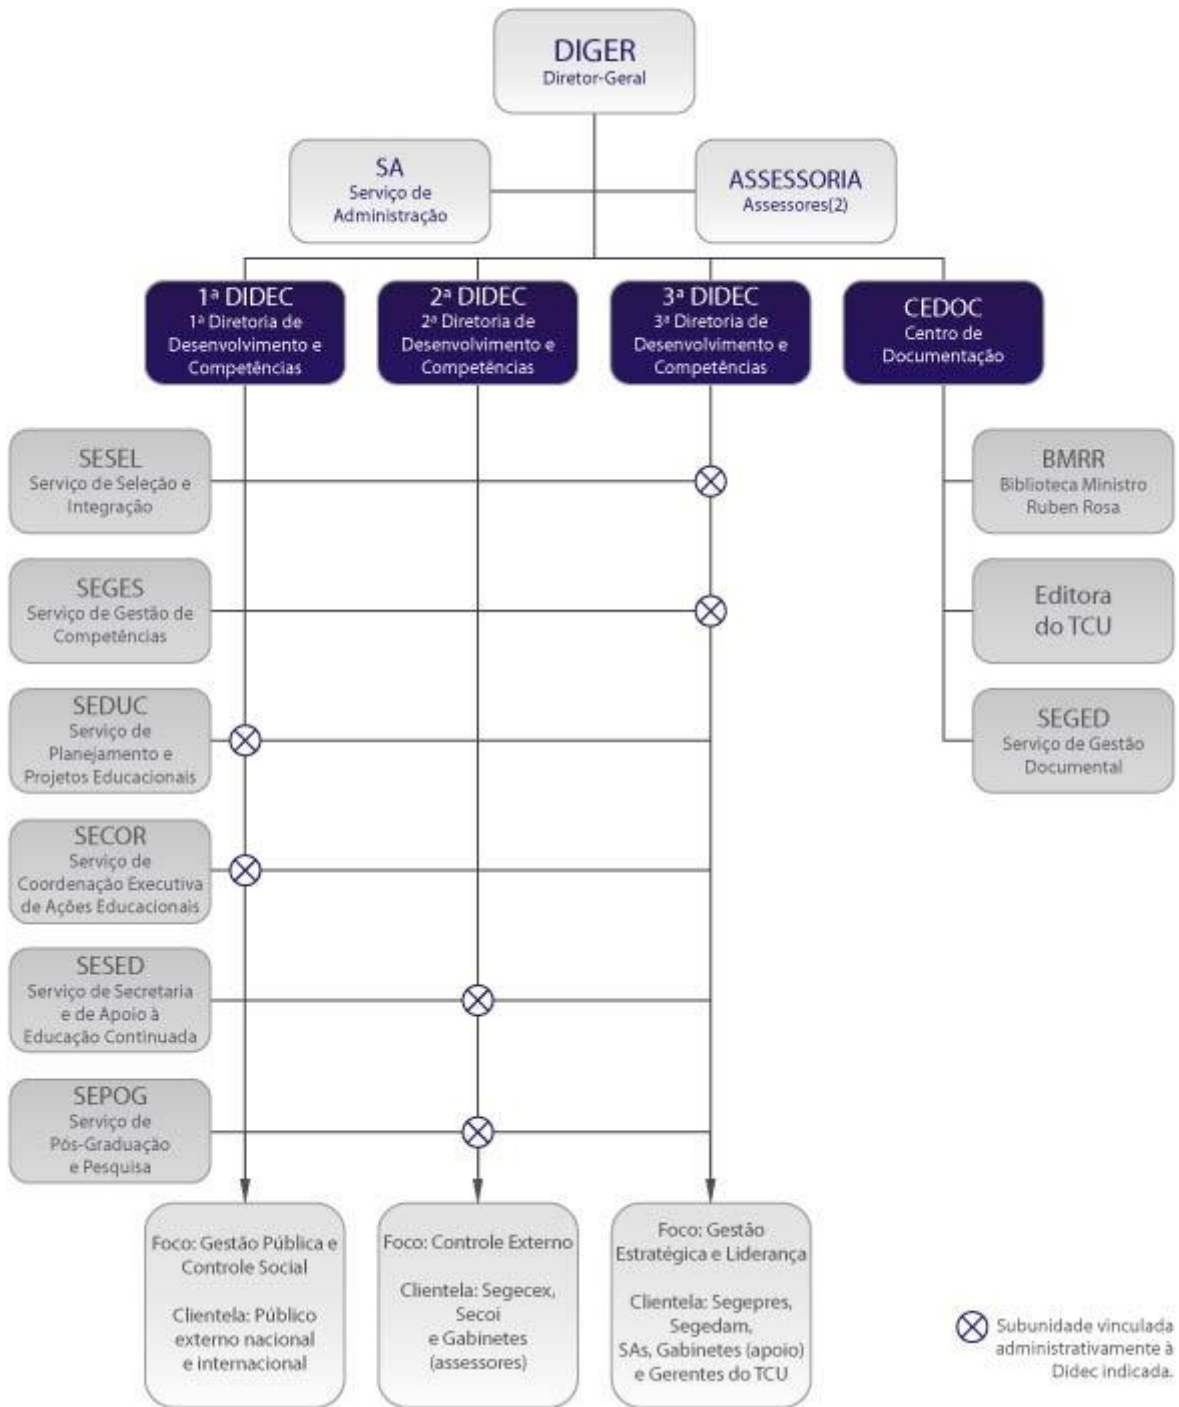 DIGER
Diretor-Geral
SA
Serviço de
Administração
ASSESSORIA
Assessores(2)
1ª DIDEC
1ª Diretoria de
Desenvolvimento e
Competências
2ª DIDEC
2ª Diretoria de
Desenvolvimento e
Competências
3ª DIDEC
3ª Diretoria de
Desenvolvimento e
Competências
CEDOC
Centro de
Documentação
SESEL
Serviço de Seleção e
Integração
BMRR
Biblioteca Ministro
Ruben Rosa
SEGES
Serviço de Gestão de
Competências
Editora
do TCU
SEDUC
Serviço de
Planejamento e
Projetos Educacionais
SEGED
Serviço de Gestão
Documental
SECOR
Serviço de
Coordenação Executiva
de Ações Educacionais
SESED
Serviço de Secretaria
e de Apoio à
Educação Continuada
SEPOG
Serviço de
Pós-Graduação
e Pesquisa
Foco: Gestão Pública e
Controle Social
Clientela: Público
externo nacional
e internacional
Foco: Controle Externo
Clientela: Segecex,
Secoi
e Gabinetes
(assessores)
Foco: Gestão
Estratégica e Liderança
Clientela: Segepres,
Segedam,
SAs, Gabinetes (apoio)
e Gerentes do TCU
Subunidade vinculada
administrativamente à
Didec indicada.